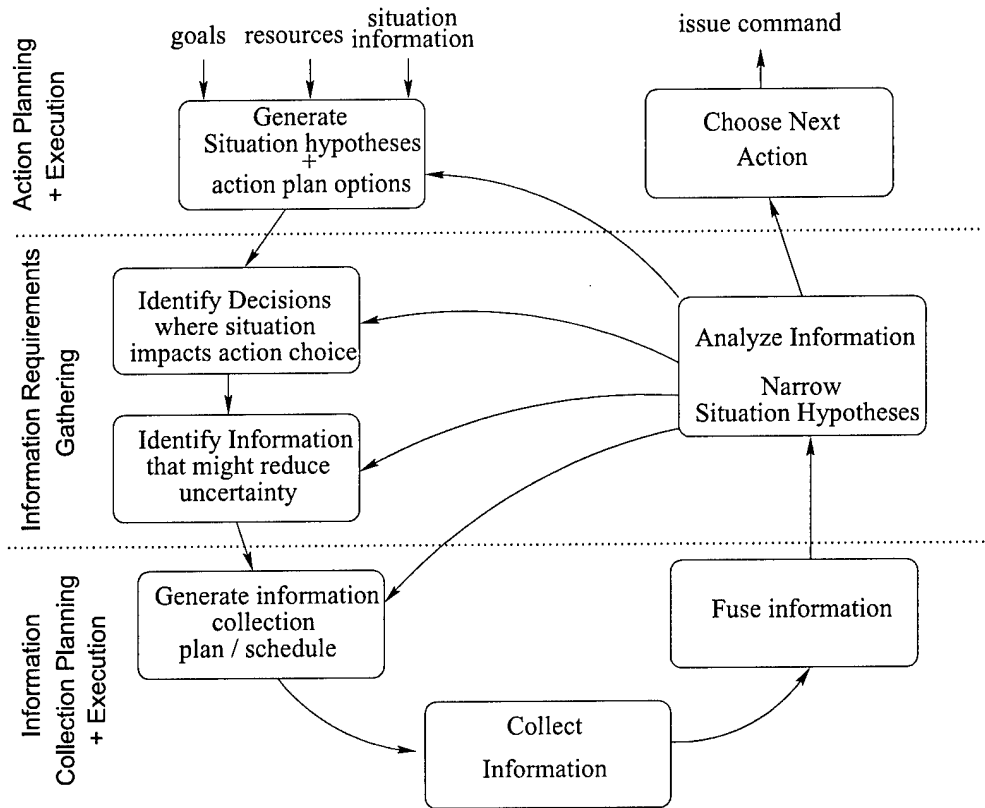 goals
resources
situation
information
issue command
Action Planning
+ Execution
Generate
Situation hypotheses
+
action plan options
Choose Next
Action
Information Requirements
Gathering
Identify Decisions
where situation
impacts action choice
Analyze Information
Narrow
Situation Hypotheses
Identify Information
that might reduce
uncertainty
Information
Collection Planning
+ Execution
Generate information
collection
plan / schedule
Fuse information
Collect
Information